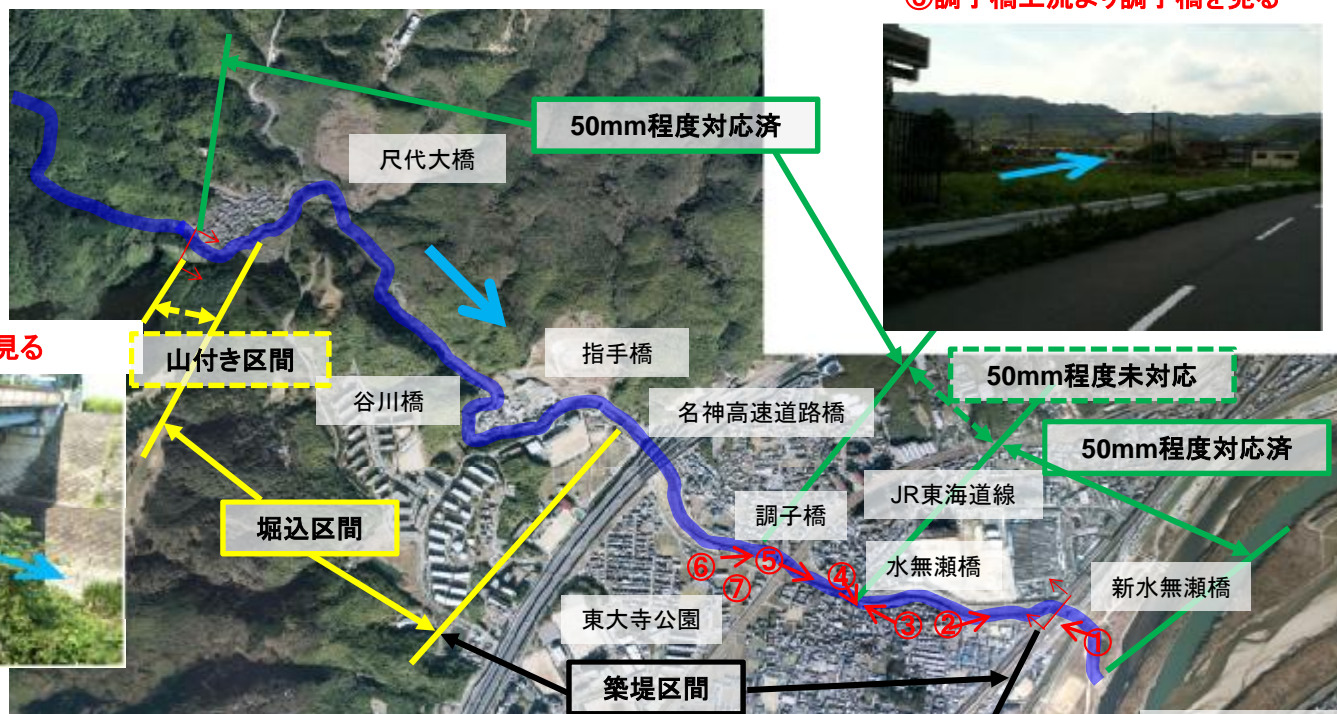 調子橋上流より調子橋を見る
50mm程度対応済
尺代大橋
見る
山付き区間
指手橋
谷川橋
名神高速道路橋
50mm程度未対応
50mm程度対応済
JR東海道線
調子橋
堀込区間
水無瀬橋
新水無瀬橋
⑥
⑤
④
⑦
③
②
①
東大寺公園
築堤区間